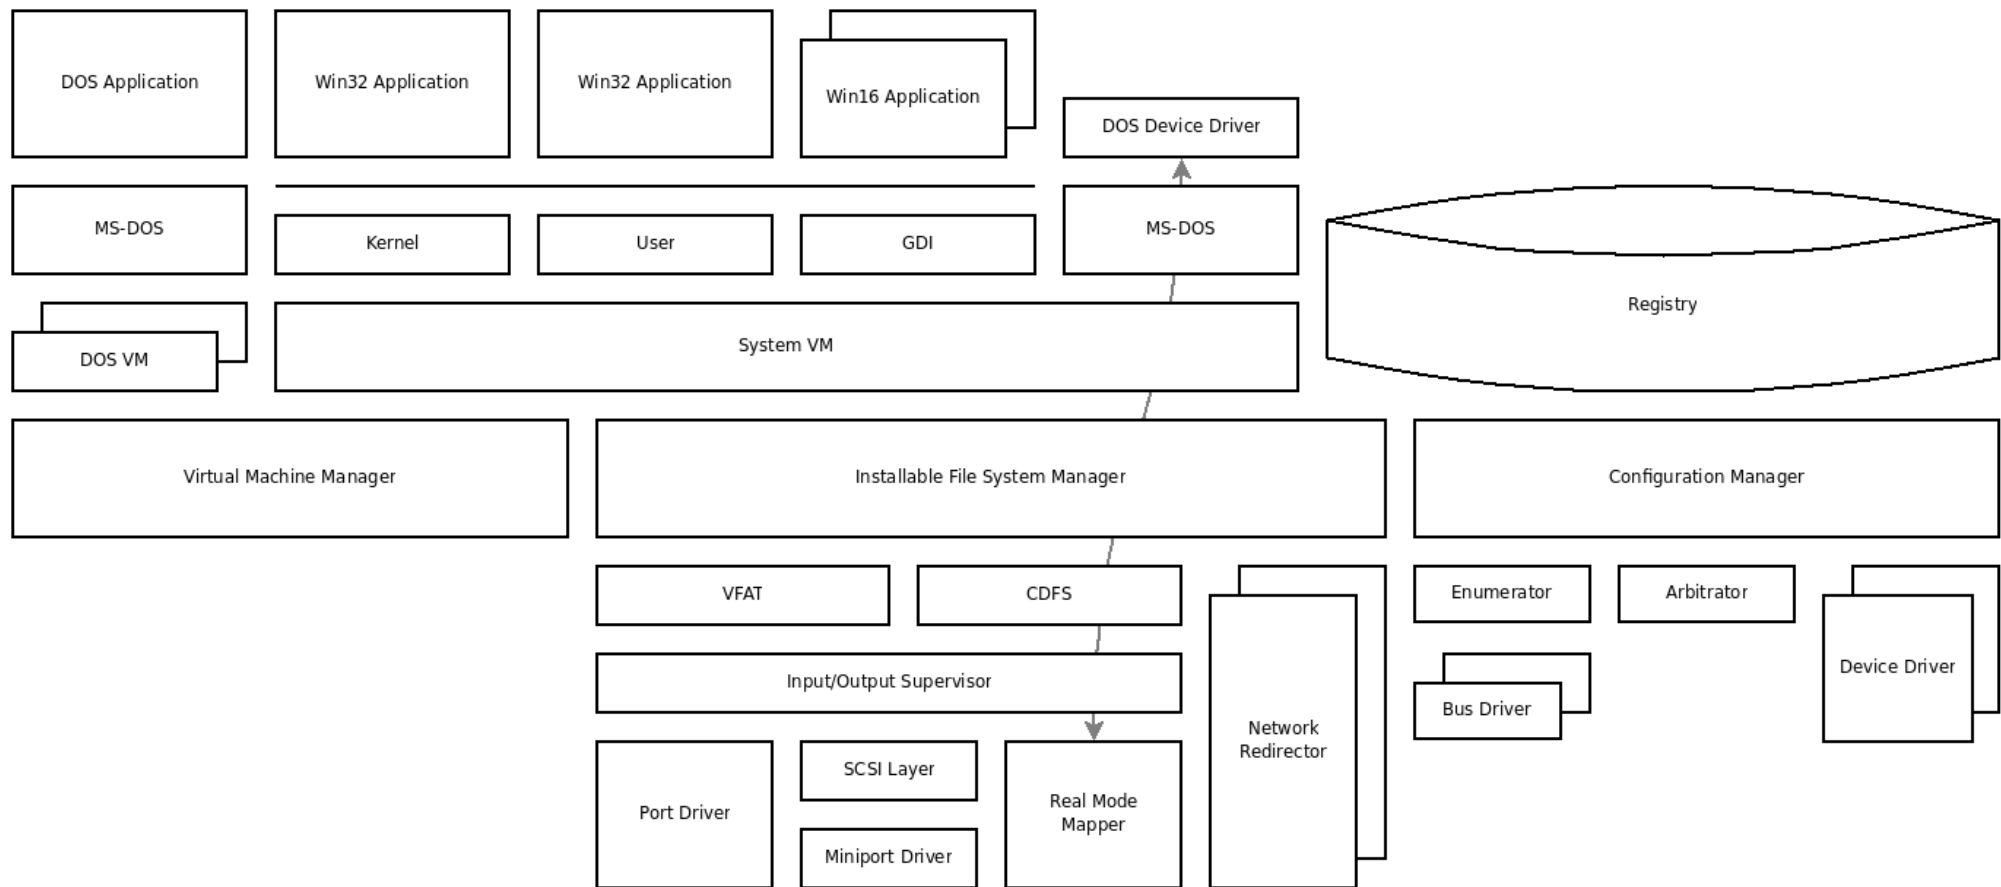 DOS Application
Win32 Application
Win32 Application
Win16 Application
DOS Device Driver
MS-DOS
Kernel
User
GDI
MS-DOS
Registry
DOS VM
System VM
Virtual Machine Manager
Installable File System Manager
Configuration Manager
VFAT
CDFS
Enumerator
Arbitrator
Device Driver
Input/Output Supervisor
Bus Driver
Network
Redirector
Port Driver
SCSI Layer
Real Mode
Mapper
Miniport Driver